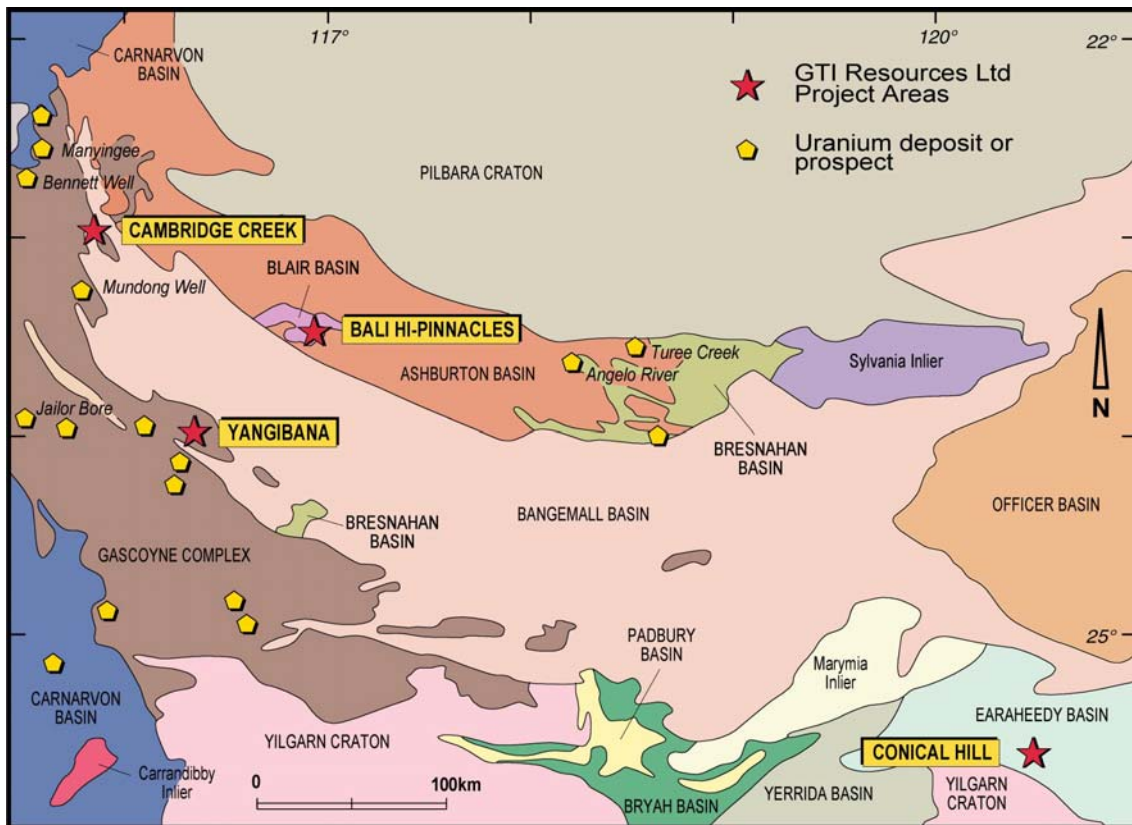 117°
120°
22°
CARNARVON
BASIN
GTI Resources Ltd
Project Areas
Uranium deposit or
prospect
Manyingee
Bennett Well
PILBARA CRATON
CAMBRIDGE CREEK
BLAIR BASIN
Mundong Well
BALI HI-PINNACLES
Turee Creek
Angelo River
ASHBURTON BASIN
Sylvania Inlier
N
Jailor Bore
YANGIBANA
BRESNAHAN
BASIN
OFFICER BASIN
BANGEMALL BASIN
BRESNAHAN
BASIN
GASCOYNE COMPLEX
25°
PADBURY
BASIN
Marymia
Inlier
CARNARVON
BASIN
EARAHEEDY BASIN
YILGARN CRATON
CONICAL HILL
Carrandibby
Inlier
0
100km
BRYAH BASIN
YERRIDA BASIN
YILGARN
CRATON